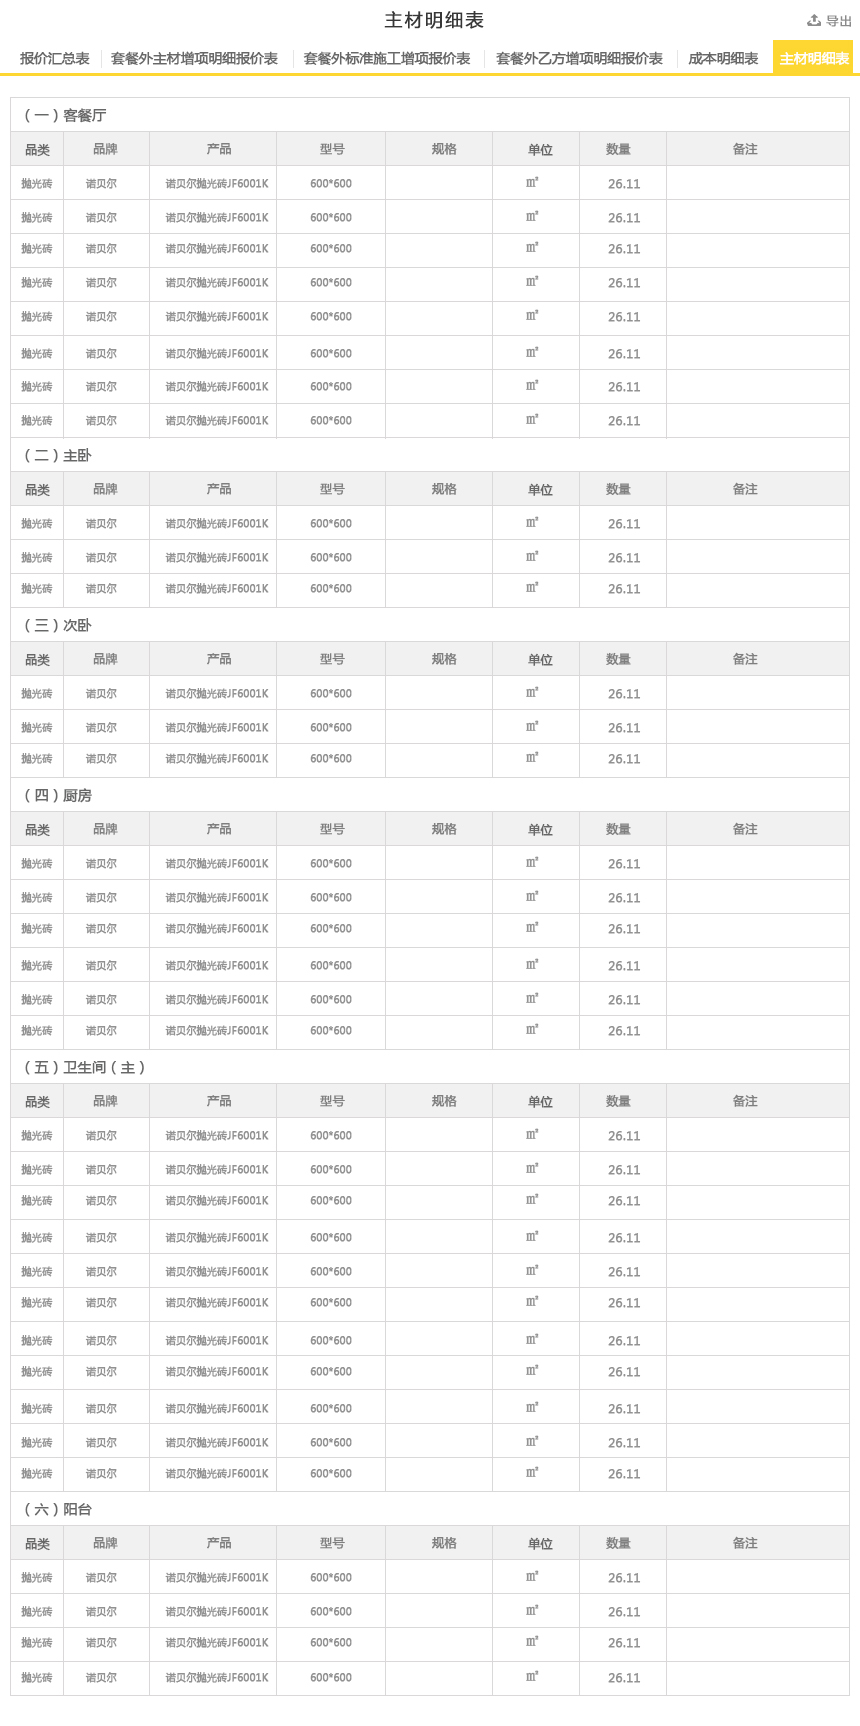 主材明细表
导出
报价汇总表 套餐外主材增项明细报价表 套餐外标准施工增项报价表 套餐外乙方增项明细报价表 成本明细表 主材明细表
（一）客餐厅
品类 品牌 产品 型号 规格 单位 数量 备注
抛光砖 诺贝尔 诺贝尔抛光砖JF6001K 600*600 ㎡ 26.11
抛光砖 诺贝尔 诺贝尔抛光砖JF6001K 600*600 ㎡ 26.11
抛光砖 诺贝尔 诺贝尔抛光砖JF6001K 600*600 ㎡ 26.11
抛光砖 诺贝尔 诺贝尔抛光砖JF6001K 600*600 ㎡ 26.11
抛光砖 诺贝尔 诺贝尔抛光砖JF6001K 600*600 ㎡ 26.11
抛光砖 诺贝尔 诺贝尔抛光砖JF6001K 600*600 ㎡ 26.11
抛光砖 诺贝尔 诺贝尔抛光砖JF6001K 600*600 ㎡ 26.11
抛光砖 诺贝尔 诺贝尔抛光砖JF6001K 600*600 ㎡ 26.11
（二）主卧
品类 品牌 产品 型号 规格 单位 数量 备注
抛光砖 诺贝尔 诺贝尔抛光砖JF6001K 600*600 ㎡ 26.11
抛光砖 诺贝尔 诺贝尔抛光砖JF6001K 600*600 ㎡ 26.11
抛光砖 诺贝尔 诺贝尔抛光砖JF6001K 600*600 ㎡ 26.11
（三）次卧
品类 品牌 产品 型号 规格 单位 数量 备注
抛光砖 诺贝尔 诺贝尔抛光砖JF6001K 600*600 ㎡ 26.11
抛光砖 诺贝尔 诺贝尔抛光砖JF6001K 600*600 ㎡ 26.11
抛光砖 诺贝尔 诺贝尔抛光砖JF6001K 600*600 ㎡ 26.11
（四）厨房
品类 品牌 产品 型号 规格 单位 数量 备注
抛光砖 诺贝尔 诺贝尔抛光砖JF6001K 600*600 ㎡ 26.11
抛光砖 诺贝尔 诺贝尔抛光砖JF6001K 600*600 ㎡ 26.11
抛光砖 诺贝尔 诺贝尔抛光砖JF6001K 600*600 ㎡ 26.11
抛光砖 诺贝尔 诺贝尔抛光砖JF6001K 600*600 ㎡ 26.11
抛光砖 诺贝尔 诺贝尔抛光砖JF6001K 600*600 ㎡ 26.11
抛光砖 诺贝尔 诺贝尔抛光砖JF6001K 600*600 ㎡ 26.11
（五）卫生间（主）
品类 品牌 产品 型号 规格 单位 数量 备注
抛光砖 诺贝尔 诺贝尔抛光砖JF6001K 600*600 ㎡ 26.11
抛光砖 诺贝尔 诺贝尔抛光砖JF6001K 600*600 ㎡ 26.11
抛光砖 诺贝尔 诺贝尔抛光砖JF6001K 600*600 ㎡ 26.11
抛光砖 诺贝尔 诺贝尔抛光砖JF6001K 600*600 ㎡ 26.11
抛光砖 诺贝尔 诺贝尔抛光砖JF6001K 600*600 ㎡ 26.11
抛光砖 诺贝尔 诺贝尔抛光砖JF6001K 600*600 ㎡ 26.11
抛光砖 诺贝尔 诺贝尔抛光砖JF6001K 600*600 ㎡ 26.11
抛光砖 诺贝尔 诺贝尔抛光砖JF6001K 600*600 ㎡ 26.11
抛光砖 诺贝尔 诺贝尔抛光砖JF6001K 600*600 ㎡ 26.11
抛光砖 诺贝尔 诺贝尔抛光砖JF6001K 600*600 ㎡ 26.11
抛光砖 诺贝尔 诺贝尔抛光砖JF6001K 600*600 ㎡ 26.11
（六）阳台
品类 品牌 产品 型号 规格 单位 数量 备注
抛光砖 诺贝尔 诺贝尔抛光砖JF6001K 600*600 ㎡ 26.11
抛光砖 诺贝尔 诺贝尔抛光砖JF6001K 600*600 ㎡ 26.11
抛光砖 诺贝尔 诺贝尔抛光砖JF6001K 600*600 ㎡ 26.11
抛光砖 诺贝尔 诺贝尔抛光砖JF6001K 600*600 ㎡ 26.11